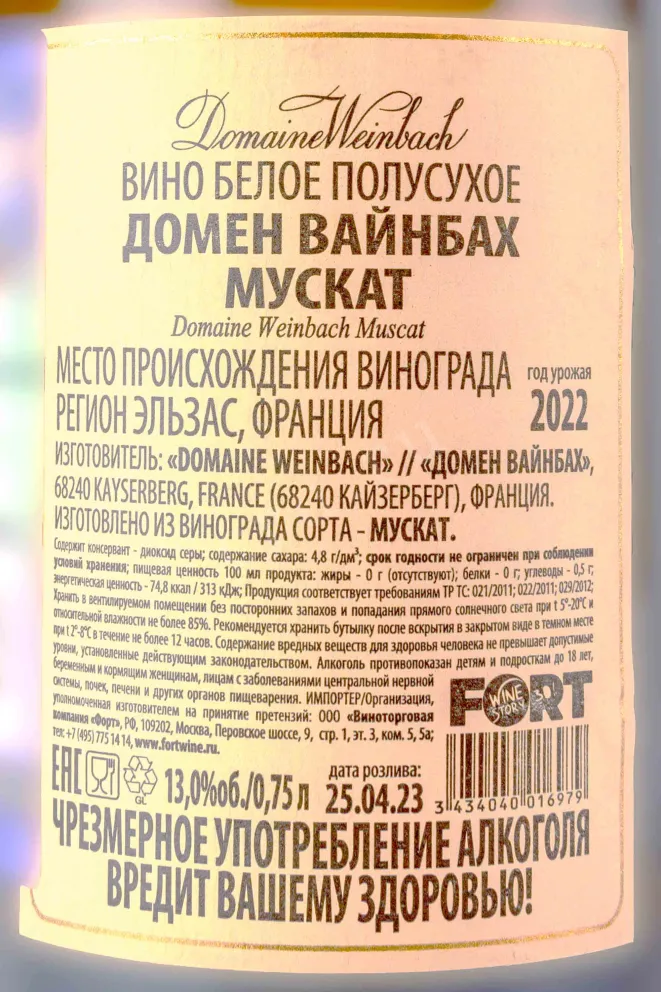 Domaine Weinbach
ВИНО БЕЛОЕ ПОЛУСУХОЕ
ДОМЕН ВАЙНБАХ
МУСКАТ
Domaine Weinbach Muscat
МЕСТО ПРОИСХОЖДЕНИЯ ВИНОГРАДА
РЕГИОН ЭЛЬЗАС, ФРАНЦИЯ
год урожая
2022
ИЗГОТОВИТЕЛЬ: «DOMAINE WEINBACH» // «ДОМЕН ВАЙНБАХ»,
68240 KAYSERBERG, FRANCE (68240 КАЙЗЕРБЕРГ), ФРАНЦИЯ.
ИЗГОТОВЛЕНО ИЗ ВИНОГРАДА СОРТА - МУСКАТ.
Содержит консервант - диоксид серы; содержание сахара: 4,8 г/дм³; срок годности не ограничен при соблюдении
условий хранения; пищевая ценность 100 мл продукта: жиры - 0 г (отсутствуют); белки - 0 г; углеводы - 0,5 г;
энергетическая ценность - 74,8 ккал / 313 кДж; Продукция соответствует требованиям ТР ТС: 021/2011; 022/2011; 029/2012;
Хранить в вентилируемом помещении без посторонних запахов и попадания прямого солнечного света при t 5°-20°С и
относительной влажности не более 85%. Рекомендуется хранить бутылку после вскрытия в закрытом виде в темном месте
при t 2°-8°С в течение не более 12 часов. Содержание вредных веществ для здоровья человека не превышает допустимые
уровни, установленные действующим законодательством. Алкоголь противопоказан детям и подросткам до 18 лет,
беременным и кормящим женщинам, лицам с заболеваниями центральной нервной
системы, почек, печени и других органов пищеварения. ИМПОРТЕР/Организация,
уполномоченная изготовителем на принятие претензий: ООО «Виноторговая
компания «Форт», РФ, 109202, Москва, Перовское шоссе, 9, стр. 1, эт. 3, ком. 5, 5а;
тел: +7 (495) 775 14 14, www.fortwine.ru.
FORT
WINE
STORY
EAC
GL
13,0%об./0,75 л
дата розлива:
25.04.23
3 434040 016979
ЧРЕЗМЕРНОЕ УПОТРЕБЛЕНИЕ АЛКОГОЛЯ
ВРЕДИТ ВАШЕМУ ЗДОРОВЬЮ!